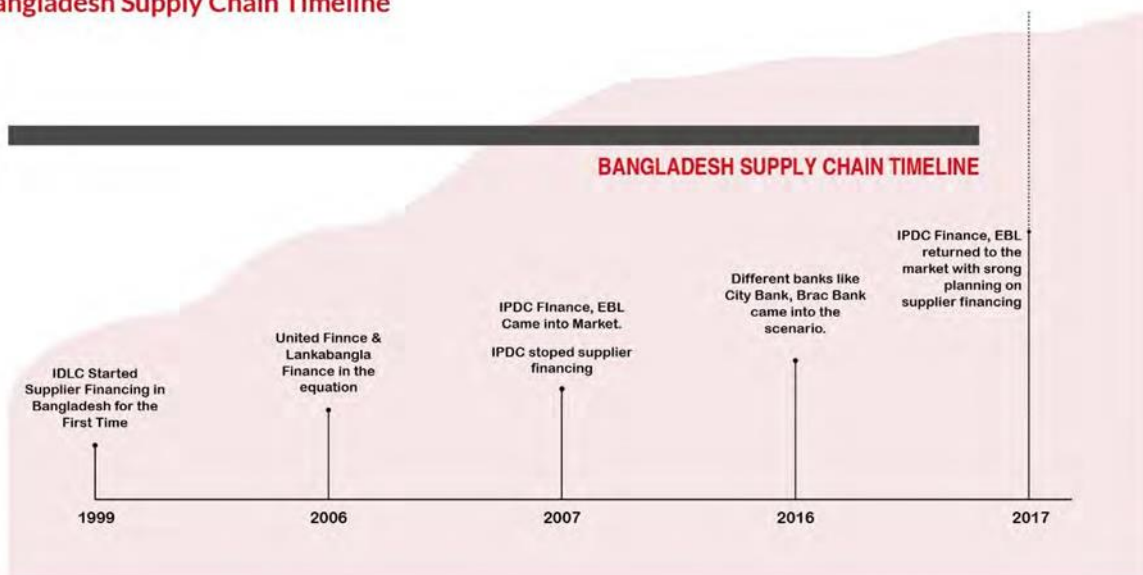 angladesh Supply Chain Timeline
BANGLADESH SUPPLY CHAIN TIMELINE
IDLC Started
Supplier Financing in
Bangladesh for the
First Time
United Finnce &
Lankabangla
Finance in the
equation
IPDC FInance, EBL
Came into Market.
IPDC stoped supplier
financing
Different banks like
City Bank, Brac Bank
came into the
scenario.
IPDC Finance, EBL
returned to the
market with srong
planning on
supplier financing
1999
2006
2007
2016
2017